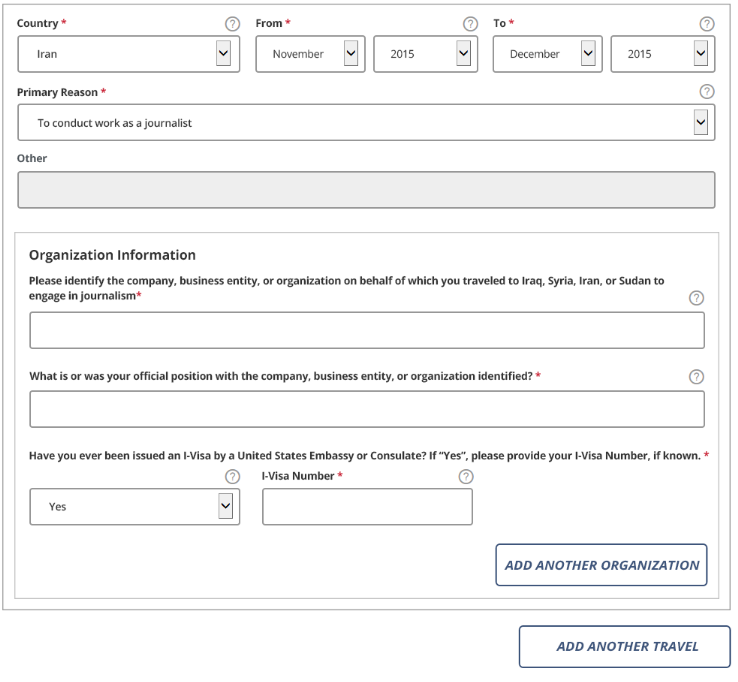 Country * ? From * ? To * ?
Iran November 2015 December 2015
Primary Reason * ?
To conduct work as a journalist
Other
Organization Information
Please identify the company, business entity, or organization on behalf of which you traveled to Iraq, Syria, Iran, or Sudan to
engage in journalism* ?
What is or was your official position with the company, business entity, or organization identified? * ?
Have you ever been issued an I-Visa by a United States Embassy or Consulate? If “Yes”, please provide your I-Visa Number, if known. *
? I-Visa Number * ?
Yes
ADD ANOTHER ORGANIZATION
ADD ANOTHER TRAVEL